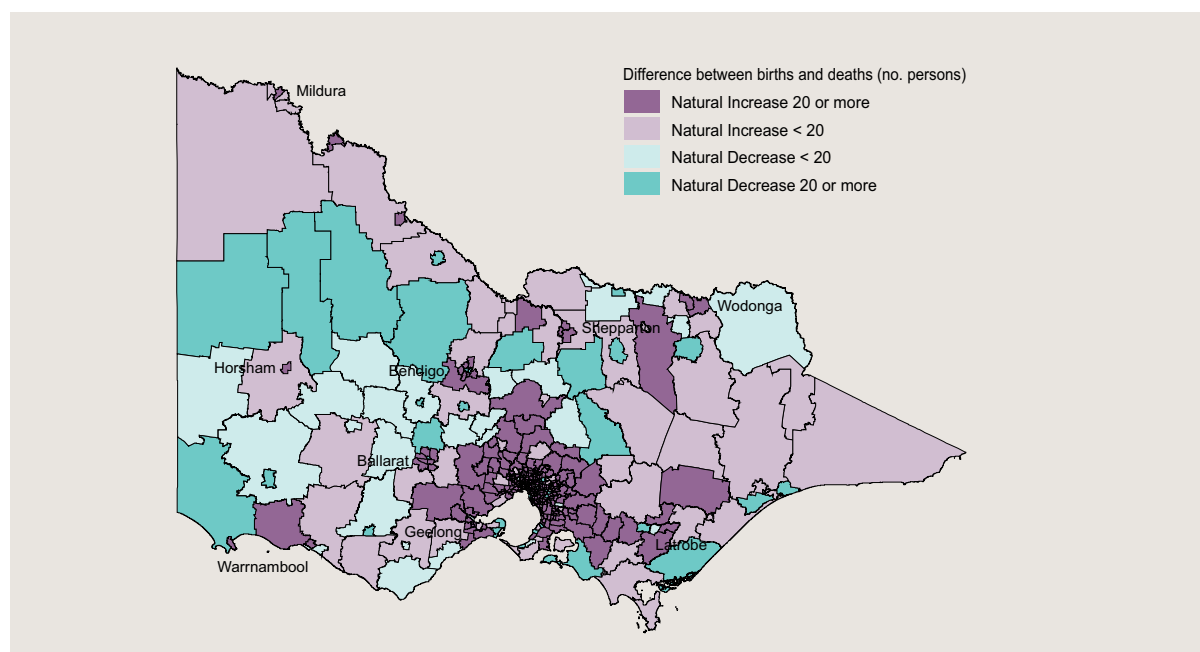 Difference between births and deaths (no. persons)
Natural Increase 20 or more
Natural Increase < 20
Natural Decrease < 20
Natural Decrease 20 or more
Mildura
Wodonga
Shepparton
Horsham
Bendigo
Ballarat
Geelong
Latrobe
Warrnambool